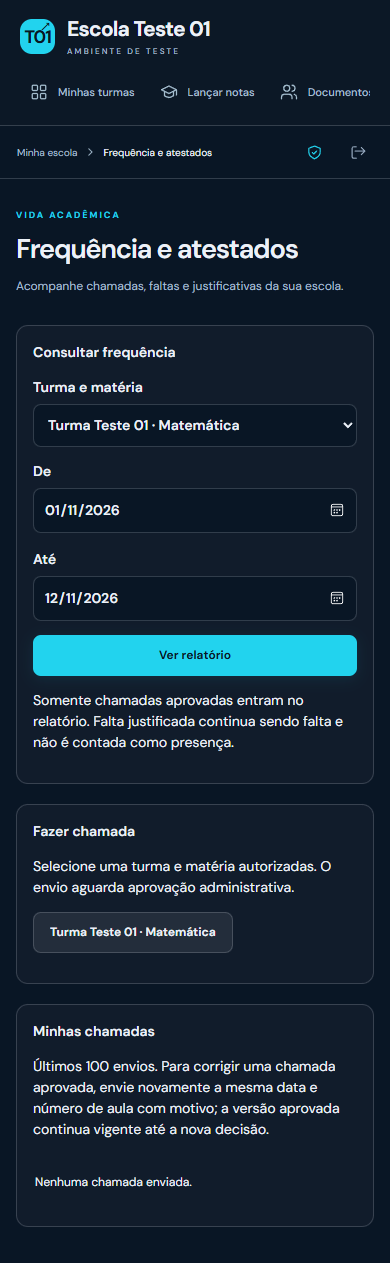 T01
Escola Teste 01
AMBIENTE DE TESTE
Minhas turmas
Lançar notas
Documentos
Minha escola
Frequência e atestados
VIDA ACADÊMICA
Frequência e atestados
Acompanhe chamadas, faltas e justificativas da sua escola.
Consultar frequência
Turma e matéria
Turma Teste 01 · Matemática
De
01/11/2026
Até
12/11/2026
Ver relatório
Somente chamadas aprovadas entram no
relatório. Falta justificada continua sendo falta e
não é contada como presença.
Fazer chamada
Selecione uma turma e matéria autorizadas. O
envio aguarda aprovação administrativa.
Turma Teste 01 · Matemática
Minhas chamadas
Últimos 100 envios. Para corrigir uma chamada
aprovada, envie novamente a mesma data e
número de aula com motivo; a versão aprovada
continua vigente até a nova decisão.
Nenhuma chamada enviada.